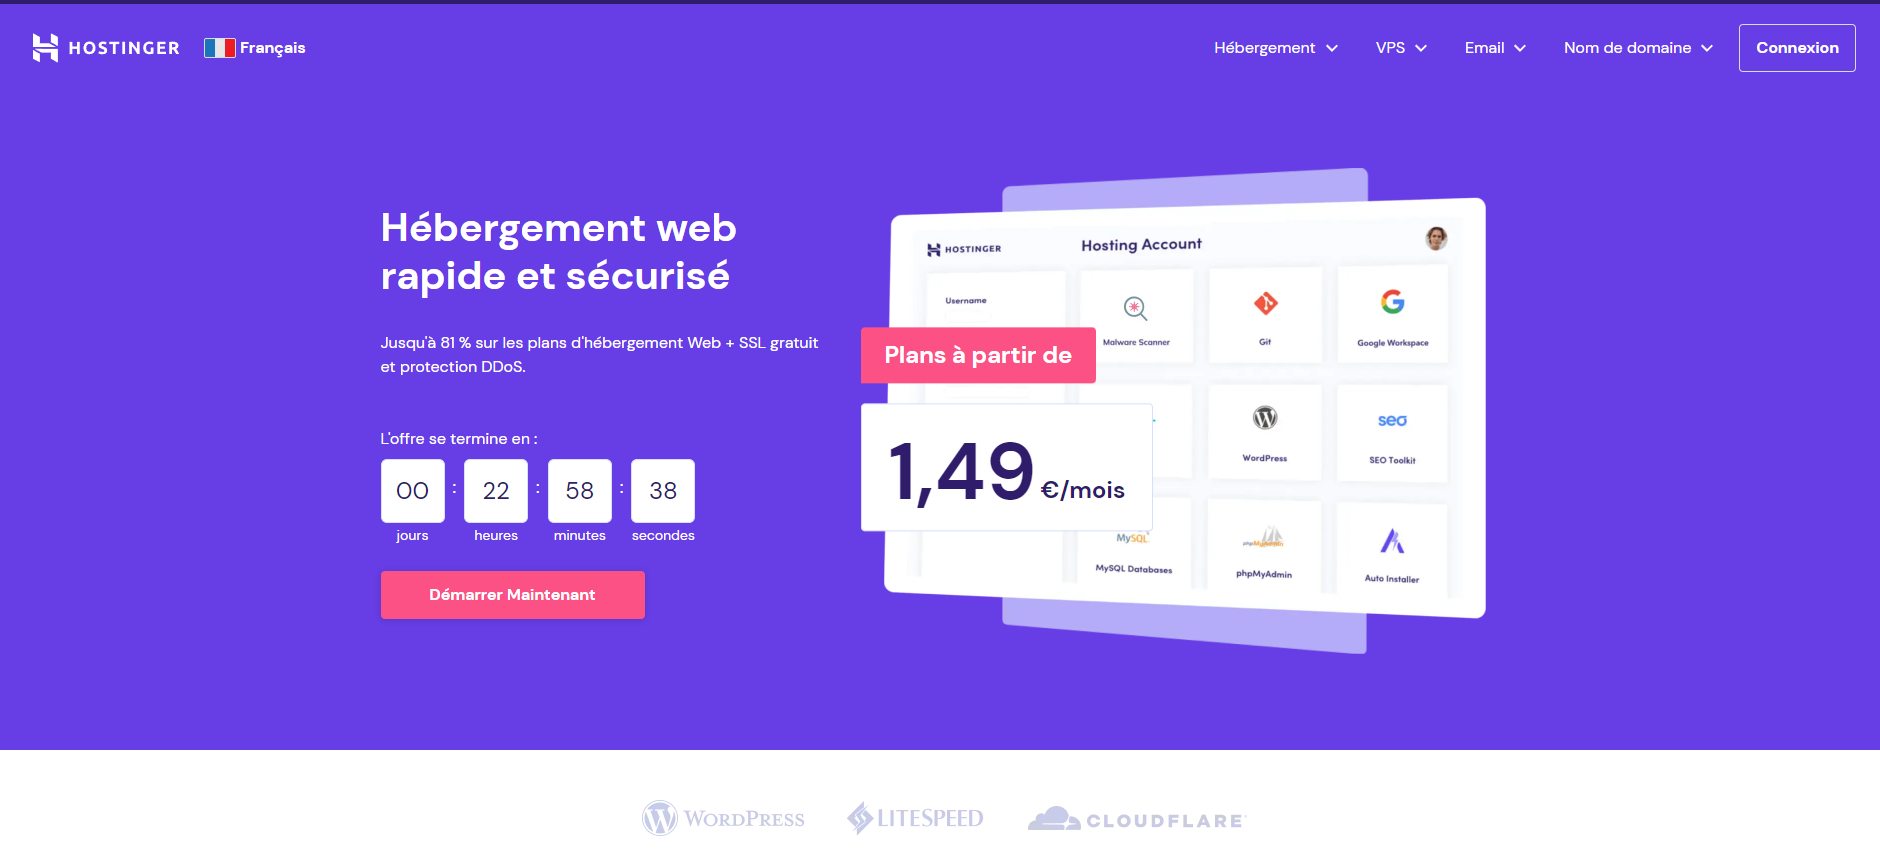 HOSTINGER
Français
Hébergement
VPS
Email
Nom de domaine
Connexion
Hébergement web
rapide et sécurisé
Jusqu'à 81 % sur les plans d'hébergement Web + SSL gratuit
et protection DDoS.
L'offre se termine en :
00 : 22 : 58 : 38
jours heures minutes secondes
Démarrer Maintenant
HOSTINGER
Hosting Account
Username
Malware Scanner
Git
Google Workspace
Plans à partir de
1,49 €/mois
WordPress
seo
SEO Toolkit
MySQL
MySQL Databases
phpMyAdmin
phpMyAdmin
Auto Installer
WORDPRESS
LITESPEED
CLOUDFLARE